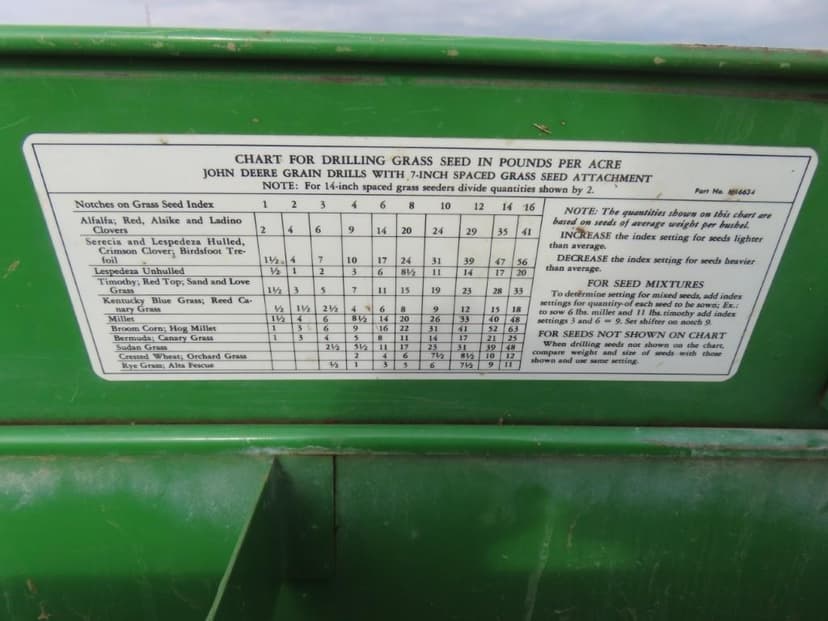 CHART FOR DRILLING GRASS SEED IN POUNDS PER ACRE
JOHN DEERE GRAIN DRILLS WITH 7-INCH SPACED GRASS SEED ATTACHMENT
NOTE: For 14-inch spaced grass seeders divide quantities shown by 2.
Part No.
Notches on Grass Seed Index 1 2 3 4 6 8 10 12 14 16
Alfalfa; Red, Alsike and Ladino
Clovers 2 4 6 9 14 20 24 29 35 41
Serecia and Lespedeza Hulled,
Crimson Clover; Birdsfoot Tre-
foil 1½ 4 7 10 17 24 31 39 47 56
Lespedeza Unhulled ½ 1 2 3 6 8½ 11 14 17 20
Timothy; Red Top; Sand and Love
Grass 1½ 3 5 7 11 15 19 23 28 33
Kentucky Blue Grass; Reed Ca-
nary Grass ½ 1½ 2½ 4 6 8 9 12 15 18
Millet 1½ 4 6 8½ 14 20 26 33 40 48
Broom Corn; Hog Millet 1 3 6 9 16 22 31 41 52 63
Bermuda; Canary Grass 1 3 4 5 8 11 14 17 21 25
Sudan Grass 2½ 5½ 11 17 23 31 39 48
Crested Wheat; Orchard Grass 2 4 6 7½ 8½ 10 12
Rye Grass; Alta Fescue ½ 1 3 5 6 7½ 9 11
NOTE: The quantities shown on this chart are
based on seeds of average weight per bushel.
INCREASE the index setting for seeds lighter
than average.
DECREASE the index setting for seeds heavier
than average.
FOR SEED MIXTURES
To determine setting for mixed seeds, add index
settings for quantity of each seed to be sown; Ex.:
to sow 6 lbs. millet and 11 lbs. timothy add index
settings 3 and 6 = 9. Set shifter on notch 9.
FOR SEEDS NOT SHOWN ON CHART
When drilling seeds not shown on the chart,
compare weight and size of seeds with those
shown and use same setting.